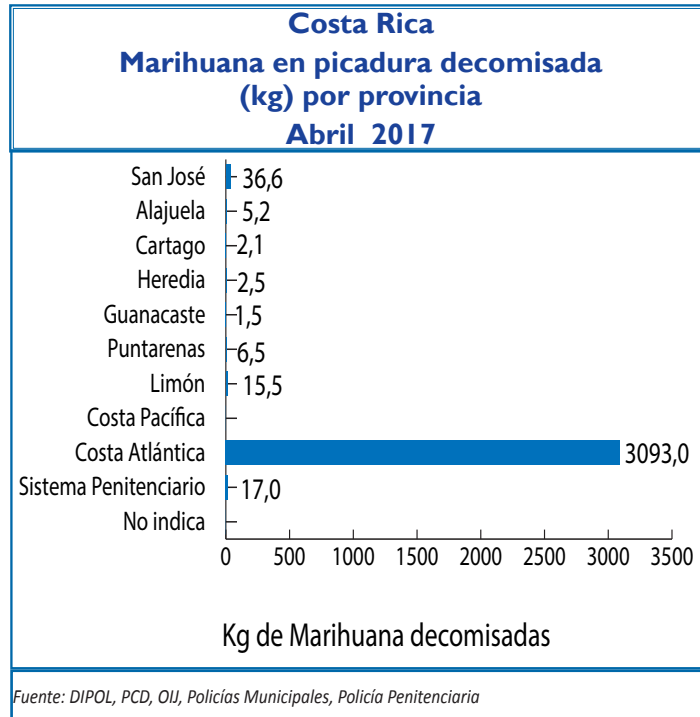 Costa Rica
Marihuana en picadura decomisada
(kg) por provincia
Abril 2017
San José 36,6
Alajuela 5,2
Cartago 2,1
Heredia 2,5
Guanacaste 1,5
Puntarenas 6,5
Limón 15,5
Costa Pacífica
Costa Atlántica 3093,0
Sistema Penitenciario 17,0
No indica
0 500 1000 1500 2000 2500 3000 3500
Kg de Marihuana decomisadas
Fuente: DIPOL, PCD, OIJ, Policías Municipales, Policía Penitenciaria